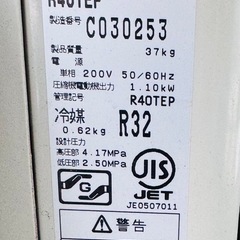 R40TEP
製造番号 C030253
製品質量 37kg
電源
単相 200V 50/60Hz
圧縮機電動機出力 1.10kW
管理記号 R40TEP
冷媒 R32
0.62kg
設計圧力
高圧部 4.17MPa
低圧部 2.50MPa
JIS
JET
JE0507011
G
警告